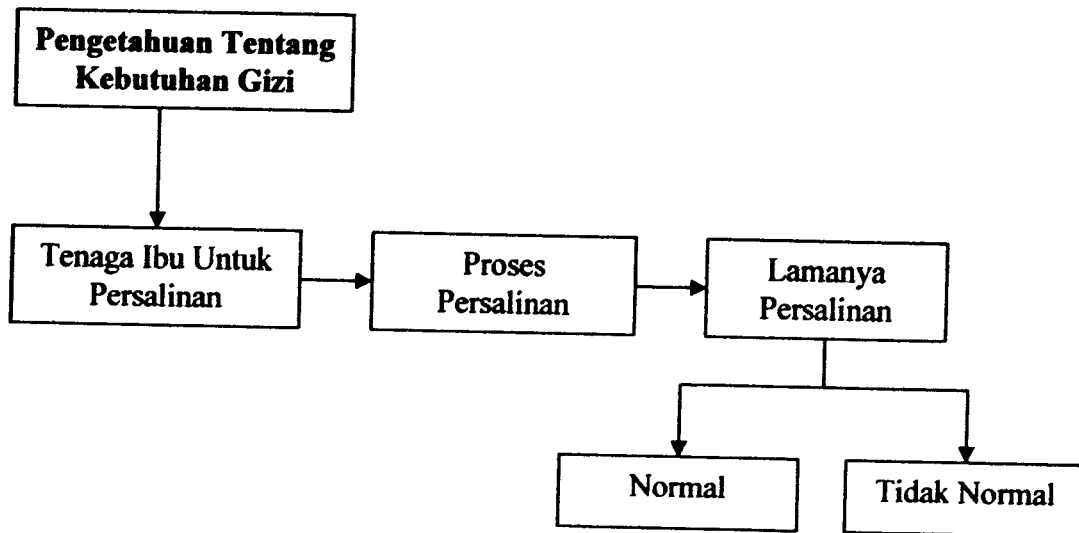 Pengetahuan Tentang
Kebutuhan Gizi
Tenaga Ibu Untuk
Persalinan
Proses
Persalinan
Lamanya
Persalinan
Normal
Tidak Normal